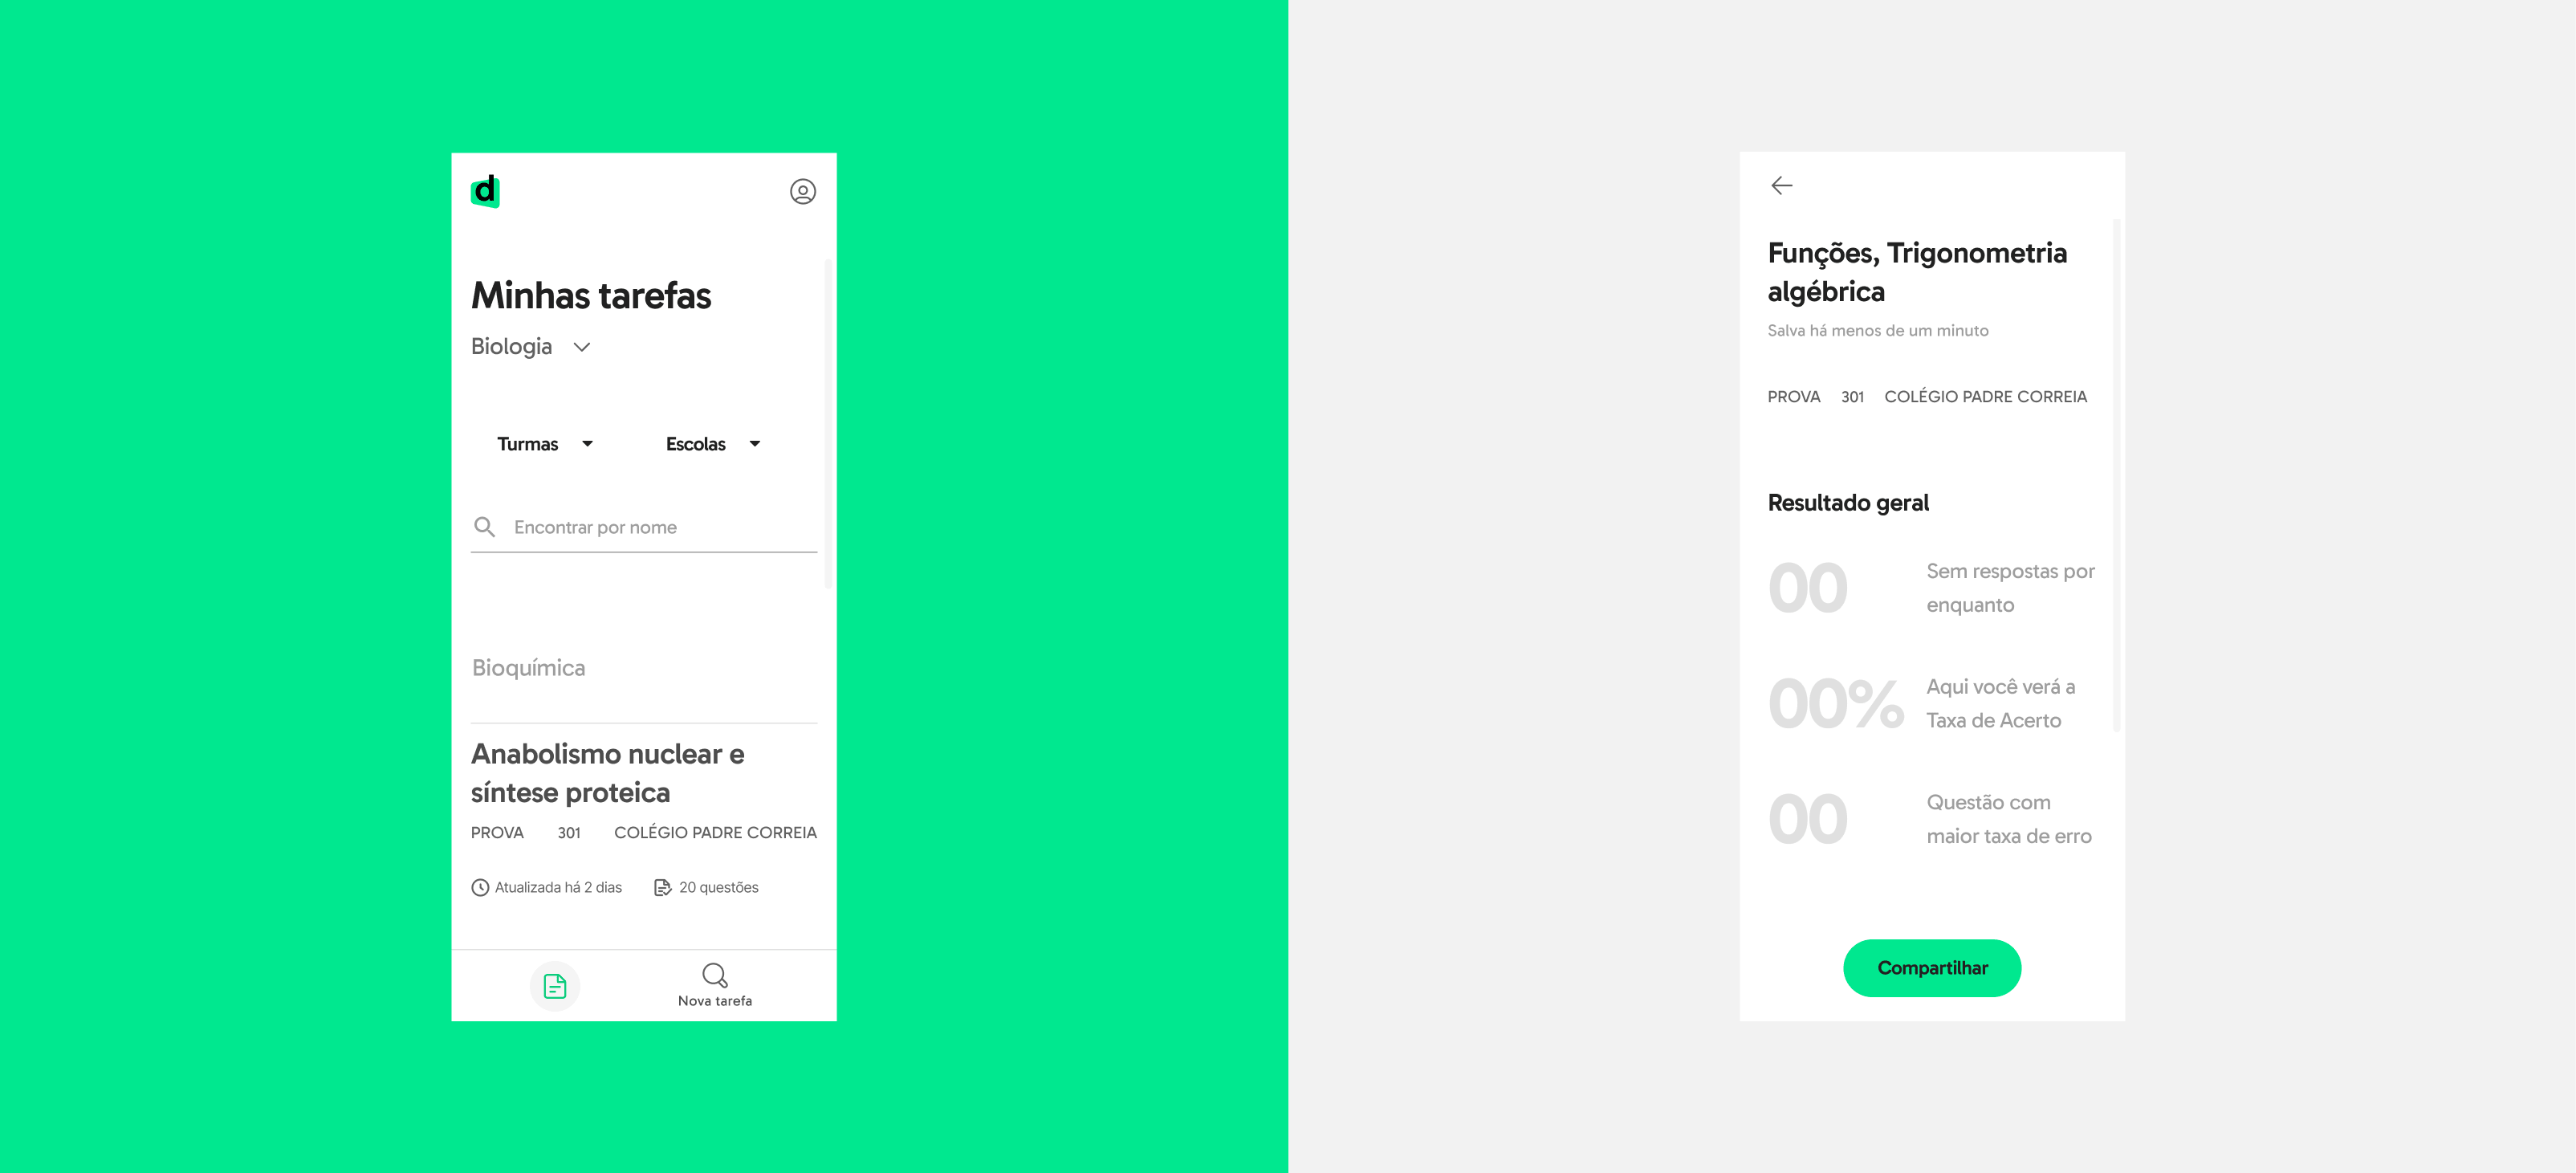 d
Minhas tarefas
Biologia
Turmas Escolas
Encontrar por nome
Bioquímica
Anabolismo nuclear e
síntese proteica
PROVA 301 COLÉGIO PADRE CORREIA
Atualizada há 2 dias 20 questões
Nova tarefa
Funções, Trigonometria
algébrica
Salva há menos de um minuto
PROVA 301 COLÉGIO PADRE CORREIA
Resultado geral
00 Sem respostas por
enquanto
00% Aqui você verá a
Taxa de Acerto
00 Questão com
maior taxa de erro
Compartilhar